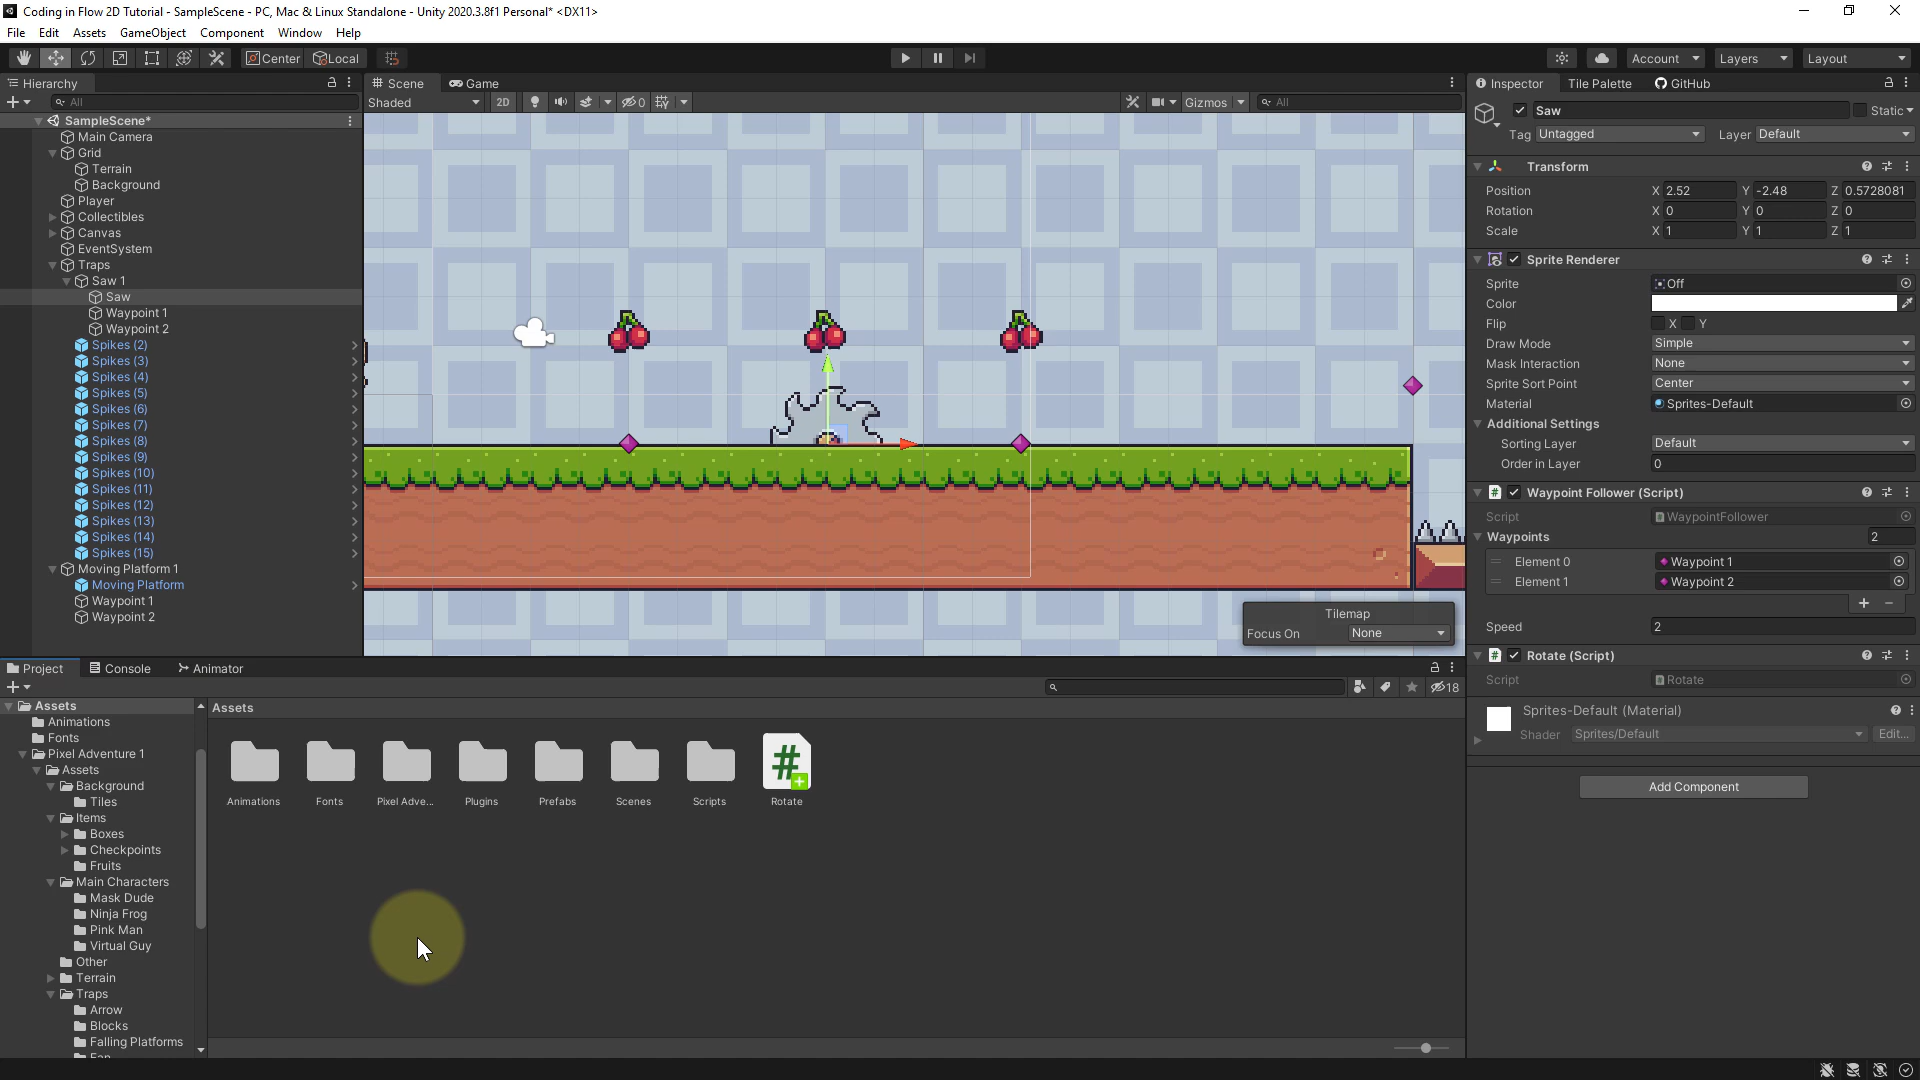 Coding in Flow 2D Tutorial - SampleScene - PC, Mac & Linux Standalone - Unity 2020.3.8f1 Personal* <DX11>
File Edit Assets GameObject Component Window Help
Center Local Account Layers Layout
Hierarchy
All
SampleScene*
Main Camera
Grid
Terrain
Background
Player
Collectibles
Canvas
EventSystem
Traps
Saw 1
Saw
Waypoint 1
Waypoint 2
Spikes (2)
Spikes (3)
Spikes (4)
Spikes (5)
Spikes (6)
Spikes (7)
Spikes (8)
Spikes (9)
Spikes (10)
Spikes (11)
Spikes (12)
Spikes (13)
Spikes (14)
Spikes (15)
Moving Platform 1
Moving Platform
Waypoint 1
Waypoint 2
Scene Game
Shaded 2D 0 Gizmos All
Tilemap
Focus On None
Inspector Tile Palette GitHub
Saw Static
Tag Untagged Layer Default
Transform
Position X 2.52 Y -2.48 Z 0.5728081
Rotation X 0 Y 0 Z 0
Scale X 1 Y 1 Z 1
Sprite Renderer
Sprite Off
Color
Flip X Y
Draw Mode Simple
Mask Interaction None
Sprite Sort Point Center
Material Sprites-Default
Additional Settings
Sorting Layer Default
Order in Layer 0
Waypoint Follower (Script)
Script WaypointFollower
Waypoints 2
Element 0 Waypoint 1
Element 1 Waypoint 2
Speed 2
Rotate (Script)
Script Rotate
Sprites-Default (Material)
Shader Sprites/Default Edit...
Add Component
Project Console Animator
18
Assets
Animations
Fonts
Pixel Adventure 1
Assets
Background
Tiles
Items
Boxes
Checkpoints
Fruits
Main Characters
Mask Dude
Ninja Frog
Pink Man
Virtual Guy
Other
Terrain
Traps
Arrow
Blocks
Falling Platforms
Fan
Assets
Animations Fonts Pixel Adve... Plugins Prefabs Scenes Scripts Rotate